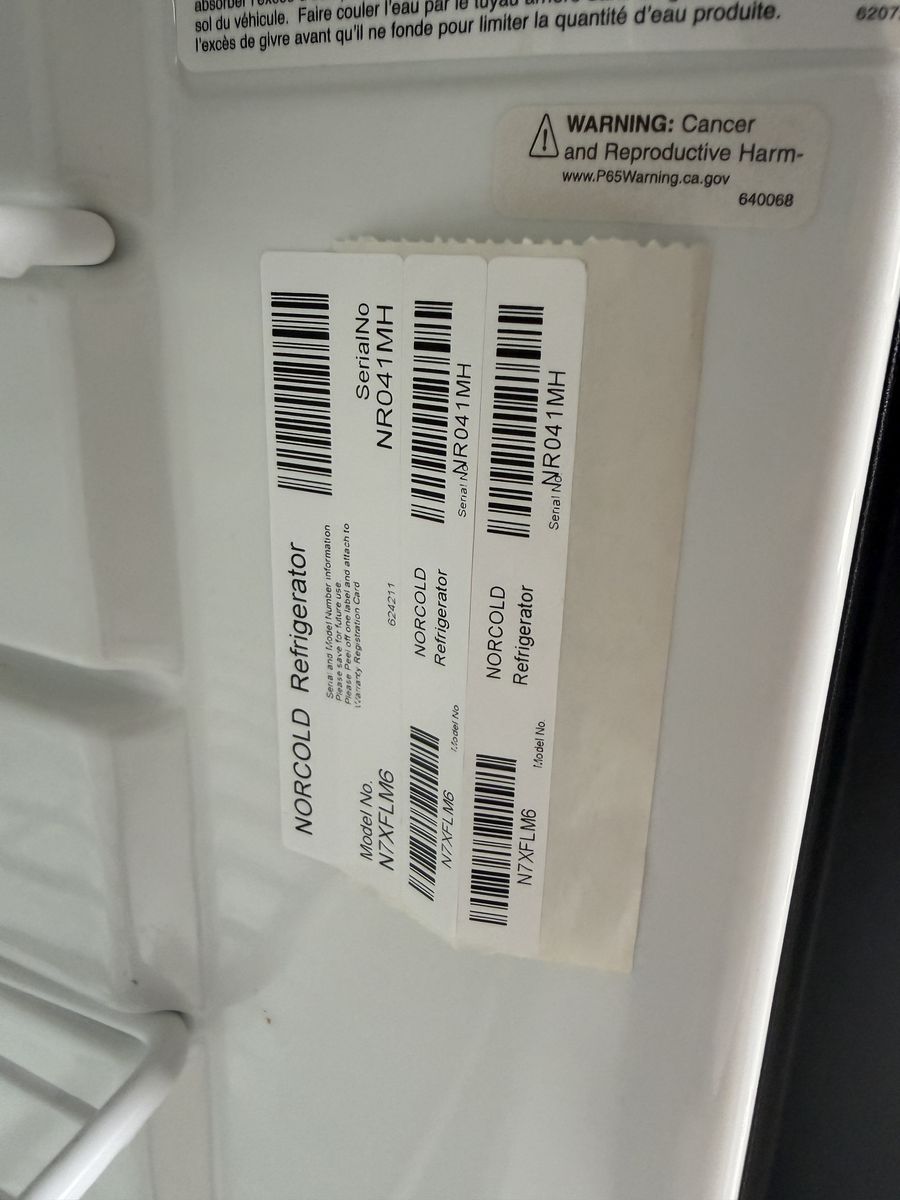 sol du véhicule. Faire couler l'eau par le tuyau
l'excès de givre avant qu'il ne fonde pour limiter la quantité d'eau produite.
6207
WARNING: Cancer
and Reproductive Harm-
www.P65Warning.ca.gov
640068
NORCOLD Refrigerator
Serial and Model Number information
Please save for future use.
Please Peel off one label and attach to
Warranty Registration Card
SerialNo
NR041MH
Model No.
N7XFLM6
624211
NORCOLD
Refrigerator
Model No
N7XFLM6
Serial No.
NR041MH
NORCOLD
Refrigerator
Model No.
N7XFLM6
Serial No.
NR041MH